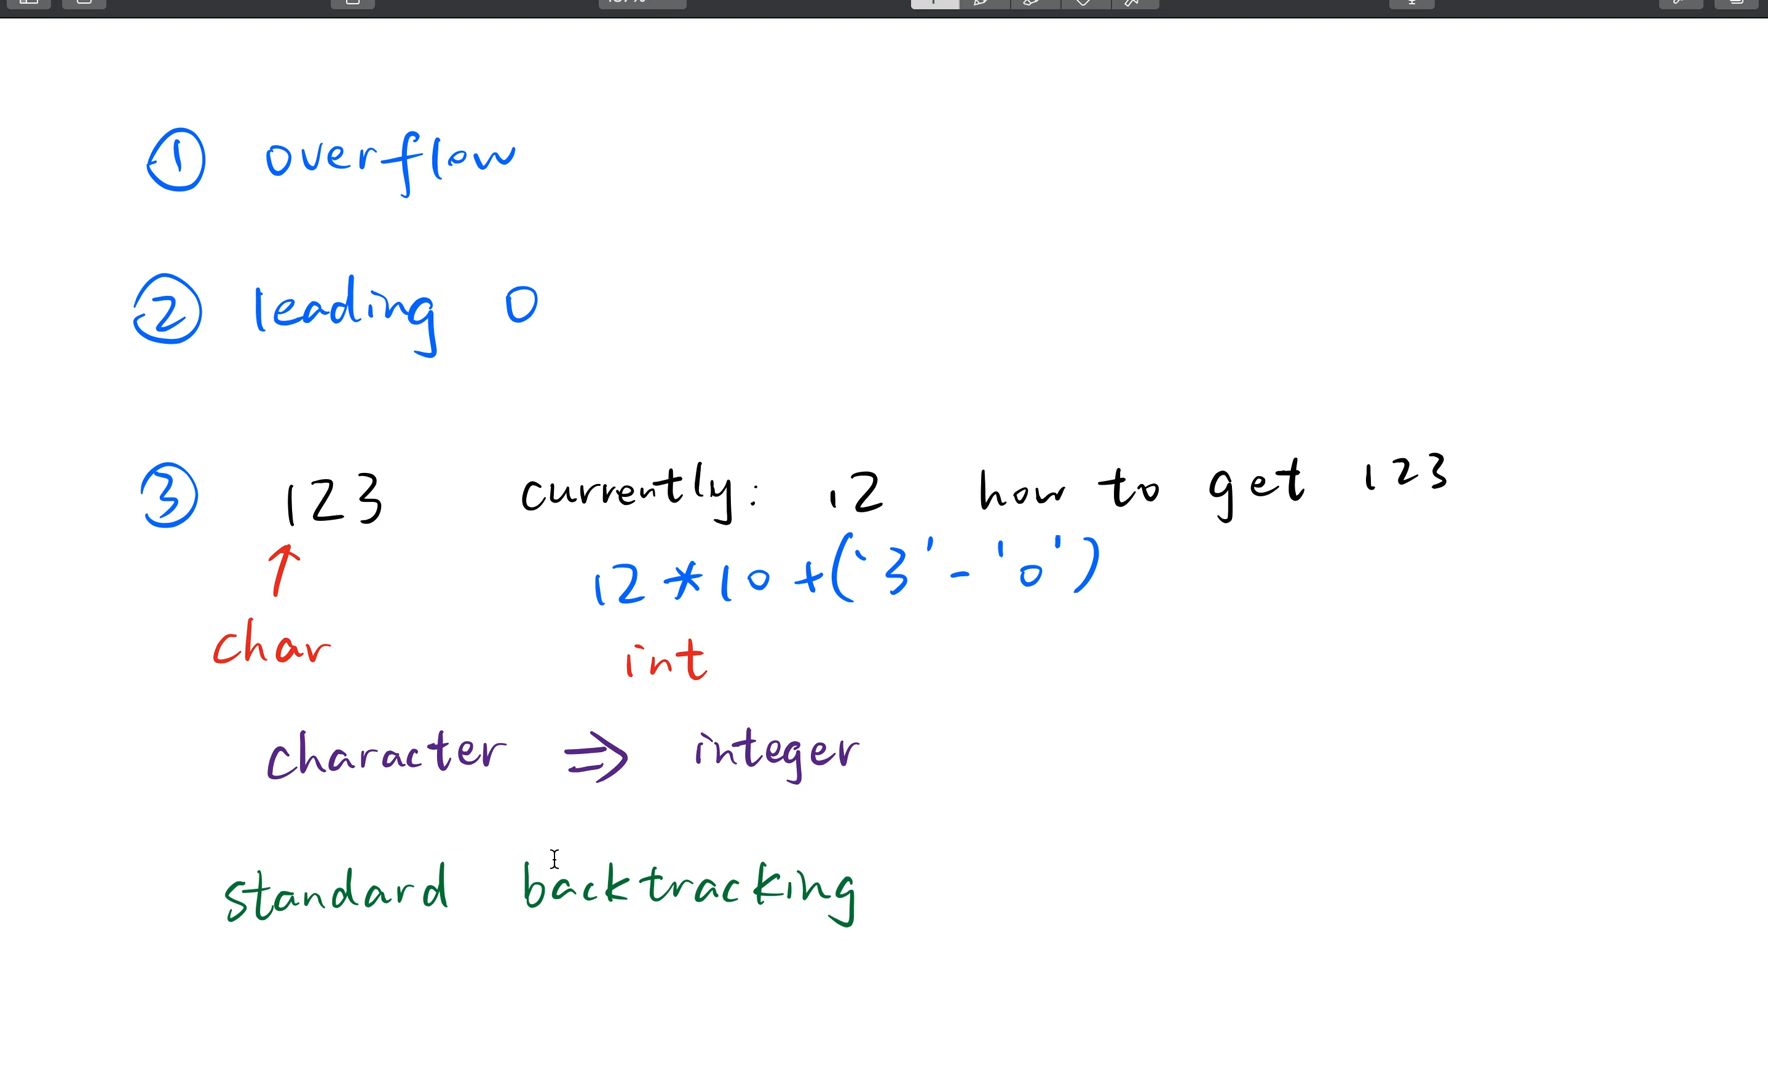 ① overflow
② leading 0
③ 123 currently: 12 how to get 123
12*10+('3'-'0')
char int
character ⇒ integer
standard backtracking